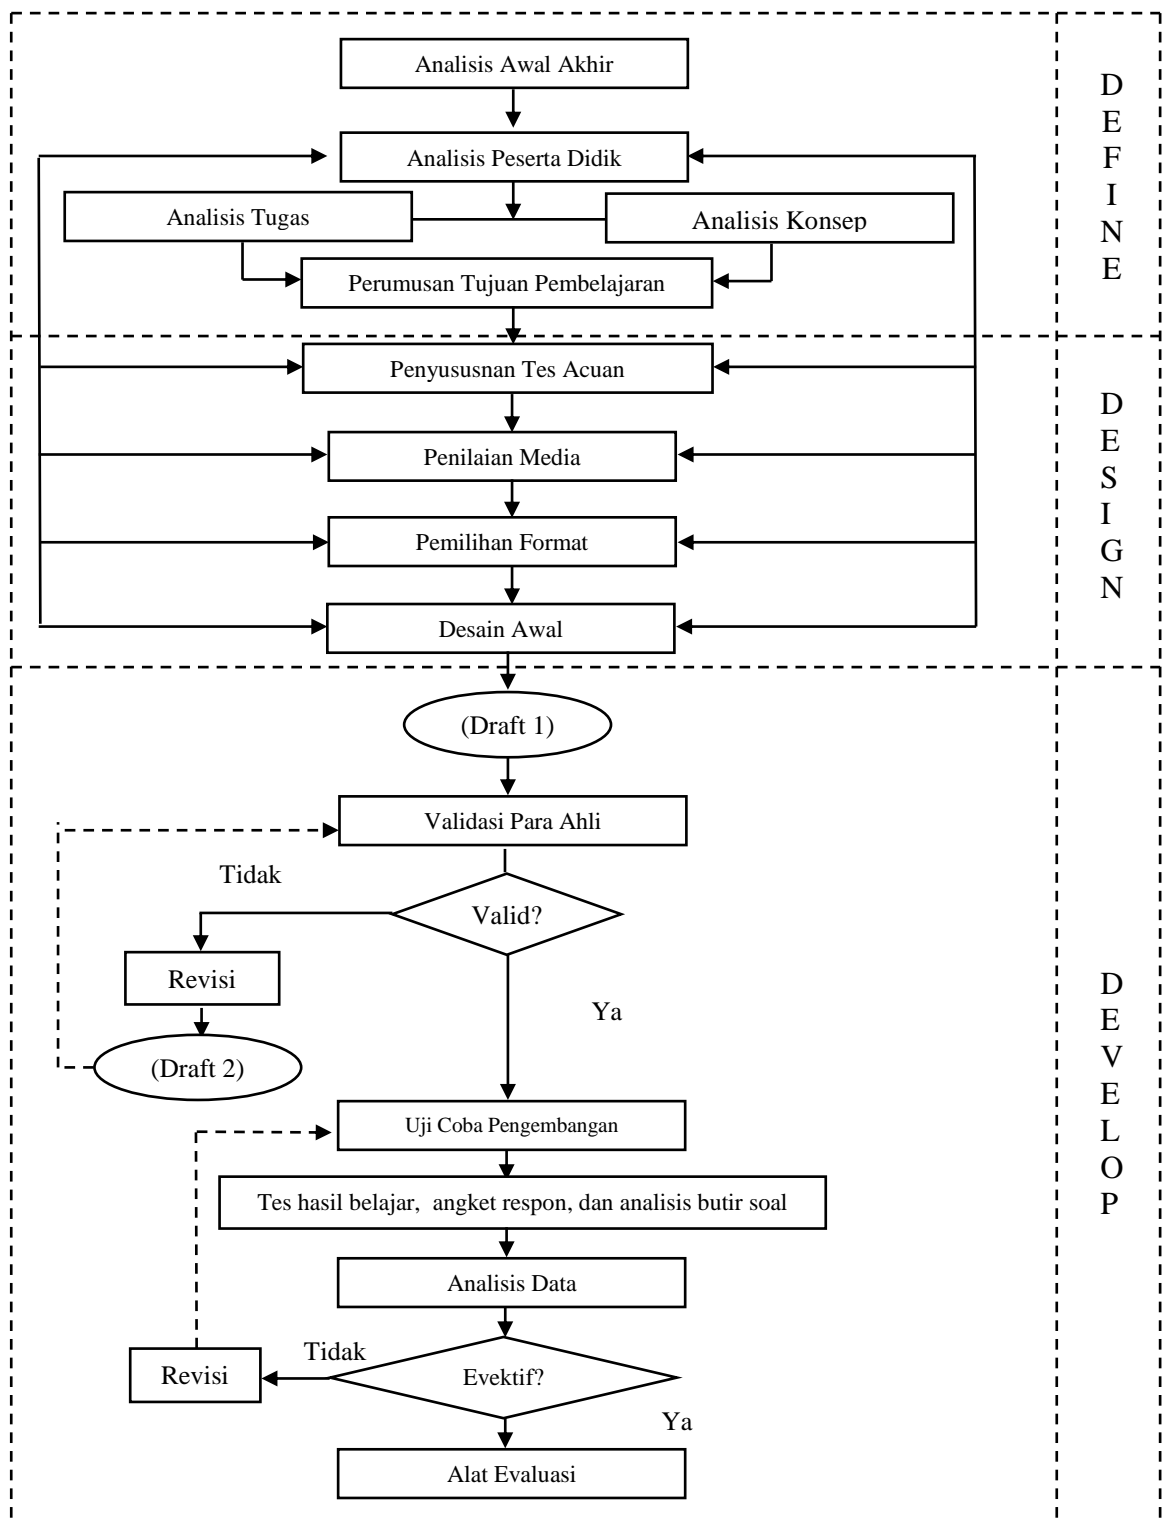 Analisis Awal Akhir
Analisis Peserta Didik
Analisis Tugas
Analisis Konsep
Perumusan Tujuan Pembelajaran
D
E
F
I
N
E
Penyususnan Tes Acuan
Penilaian Media
Pemilihan Format
Desain Awal
D
E
S
I
G
N
(Draft 1)
Validasi Para Ahli
Tidak
Valid?
Revisi
Ya
(Draft 2)
Uji Coba Pengembangan
Tes hasil belajar,  angket respon, dan analisis butir soal
Analisis Data
Tidak
Revisi
Evektif?
Ya
Alat Evaluasi
D
E
V
E
L
O
P